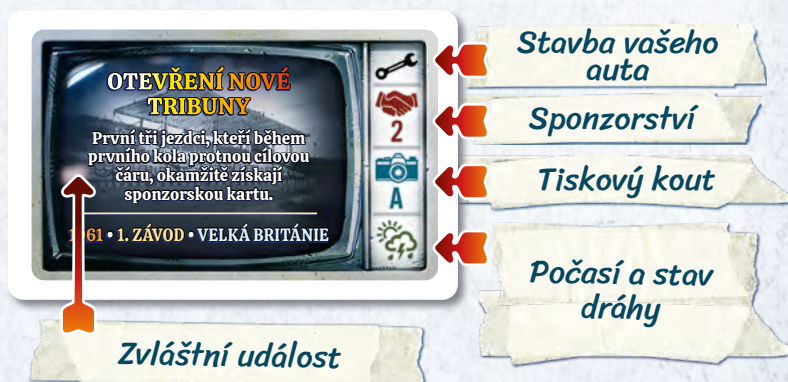 OTEVŘENÍ NOVÉ
TRIBUNY
První tři jezdci, kteří během
prvního kola protnou cílovou
čáru, okamžitě získají
sponzorskou kartu.
1961 • 1. ZÁVOD • VELKÁ BRITÁNIE
2
A
Stavba vašeho
auta
Sponzorství
Tiskový kout
Počasí a stav
dráhy
Zvláštní událost